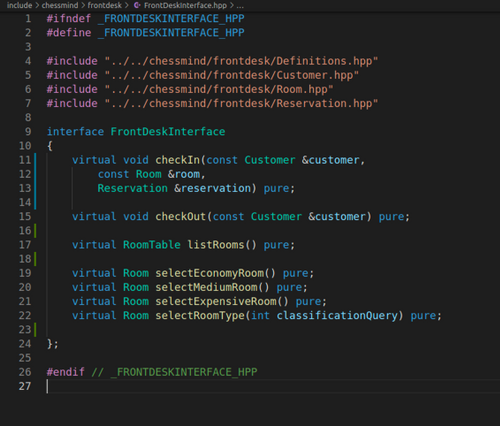 include > chessmind > frontdesk > FrontDeskInterface.hpp > ...
1 #ifndef _FRONTDESKINTERFACE_HPP
2 #define _FRONTDESKINTERFACE_HPP
3
4 #include "../../chessmind/frontdesk/Definitions.hpp"
5 #include "../../chessmind/frontdesk/Customer.hpp"
6 #include "../../chessmind/frontdesk/Room.hpp"
7 #include "../../chessmind/frontdesk/Reservation.hpp"
8
9 interface FrontDeskInterface
10 {
11 virtual void checkIn(const Customer &customer,
12 const Room &room,
13 Reservation &reservation) pure;
14
15 virtual void checkOut(const Customer &customer) pure;
16
17 virtual RoomTable listRooms() pure;
18
19 virtual Room selectEconomyRoom() pure;
20 virtual Room selectMediumRoom() pure;
21 virtual Room selectExpensiveRoom() pure;
22 virtual Room selectRoomType(int classificationQuery) pure;
23
24 };
25
26 #endif // _FRONTDESKINTERFACE_HPP
27